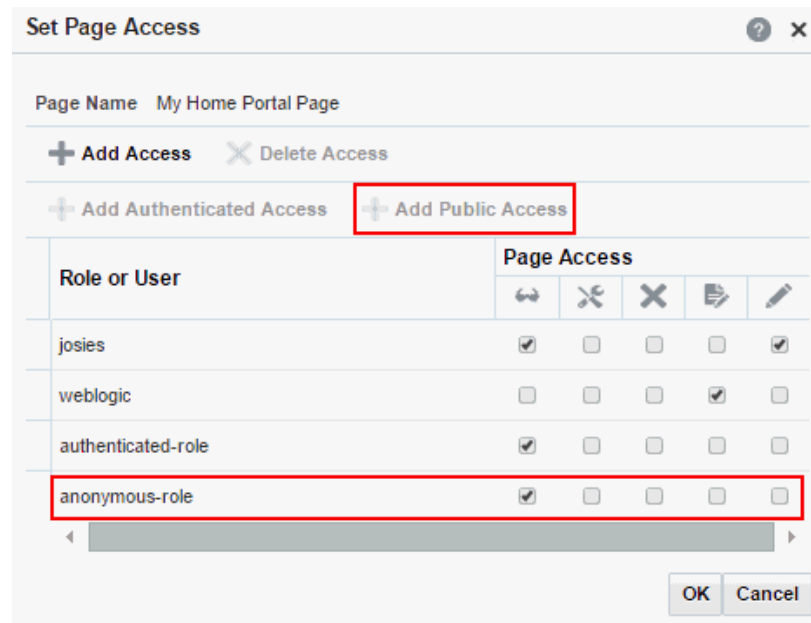 Set Page Access
Page Name My Home Portal Page
Add Access Delete Access
Add Authenticated Access Add Public Access
Role or User
Page Access
josies
weblogic
authenticated-role
anonymous-role
OK Cancel